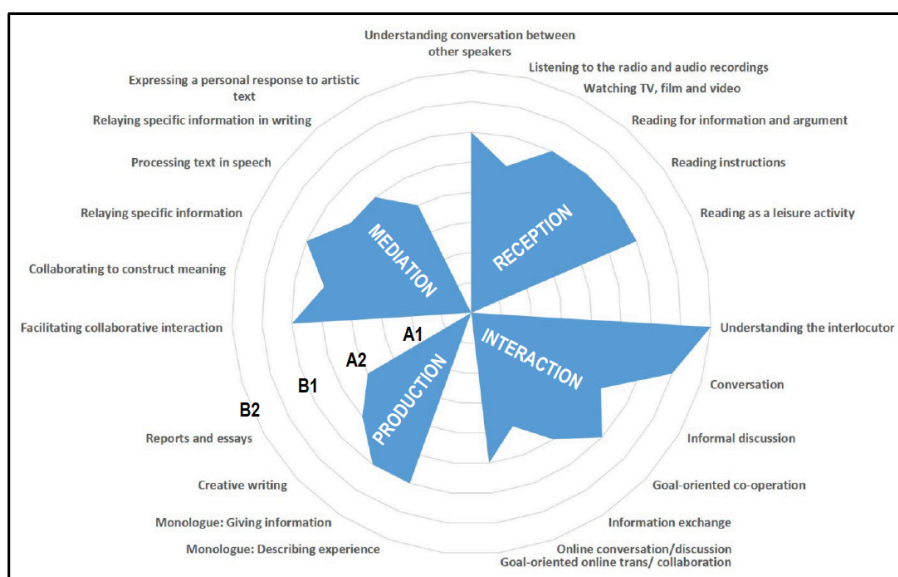 Understanding conversation between
other speakers
Listening to the radio and audio recordings
Watching TV, film and video
Reading for information and argument
Reading instructions
Reading as a leisure activity
Understanding the interlocutor
Conversation
Informal discussion
Goal-oriented co-operation
Information exchange
Online conversation/discussion
Goal-oriented online trans/ collaboration
Monologue: Describing experience
Monologue: Giving information
Creative writing
Reports and essays
Facilitating collaborative interaction
Collaborating to construct meaning
Relaying specific information
Processing text in speech
Relaying specific information in writing
Expressing a personal response to artistic
text
RECEPTION
INTERACTION
PRODUCTION
MEDIATION
A1
A2
B1
B2